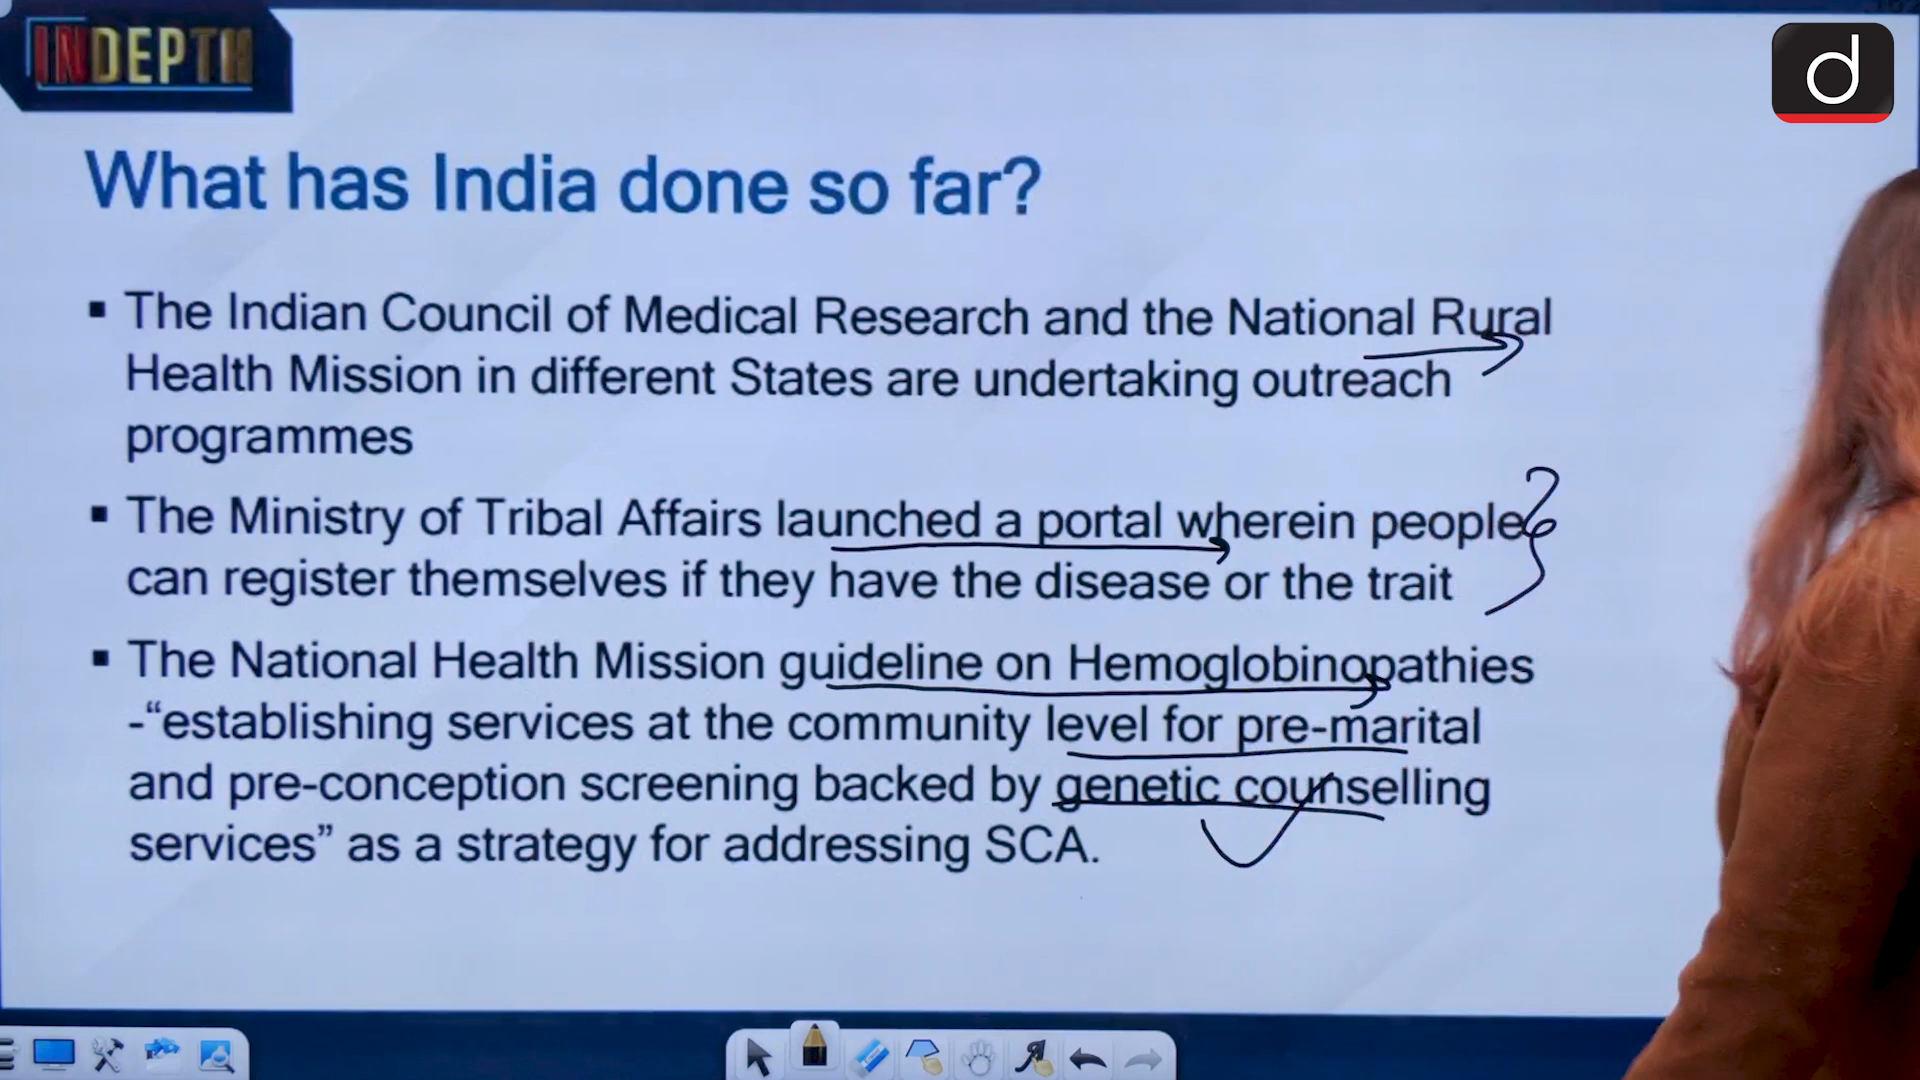 INDEPTH
d
What has India done so far?
▪ The Indian Council of Medical Research and the National Rural
Health Mission in different States are undertaking outreach
programmes
▪ The Ministry of Tribal Affairs launched a portal wherein people
can register themselves if they have the disease or the trait
▪ The National Health Mission guideline on Hemoglobinopathies
-“establishing services at the community level for pre-marital
and pre-conception screening backed by genetic counselling
services” as a strategy for addressing SCA.